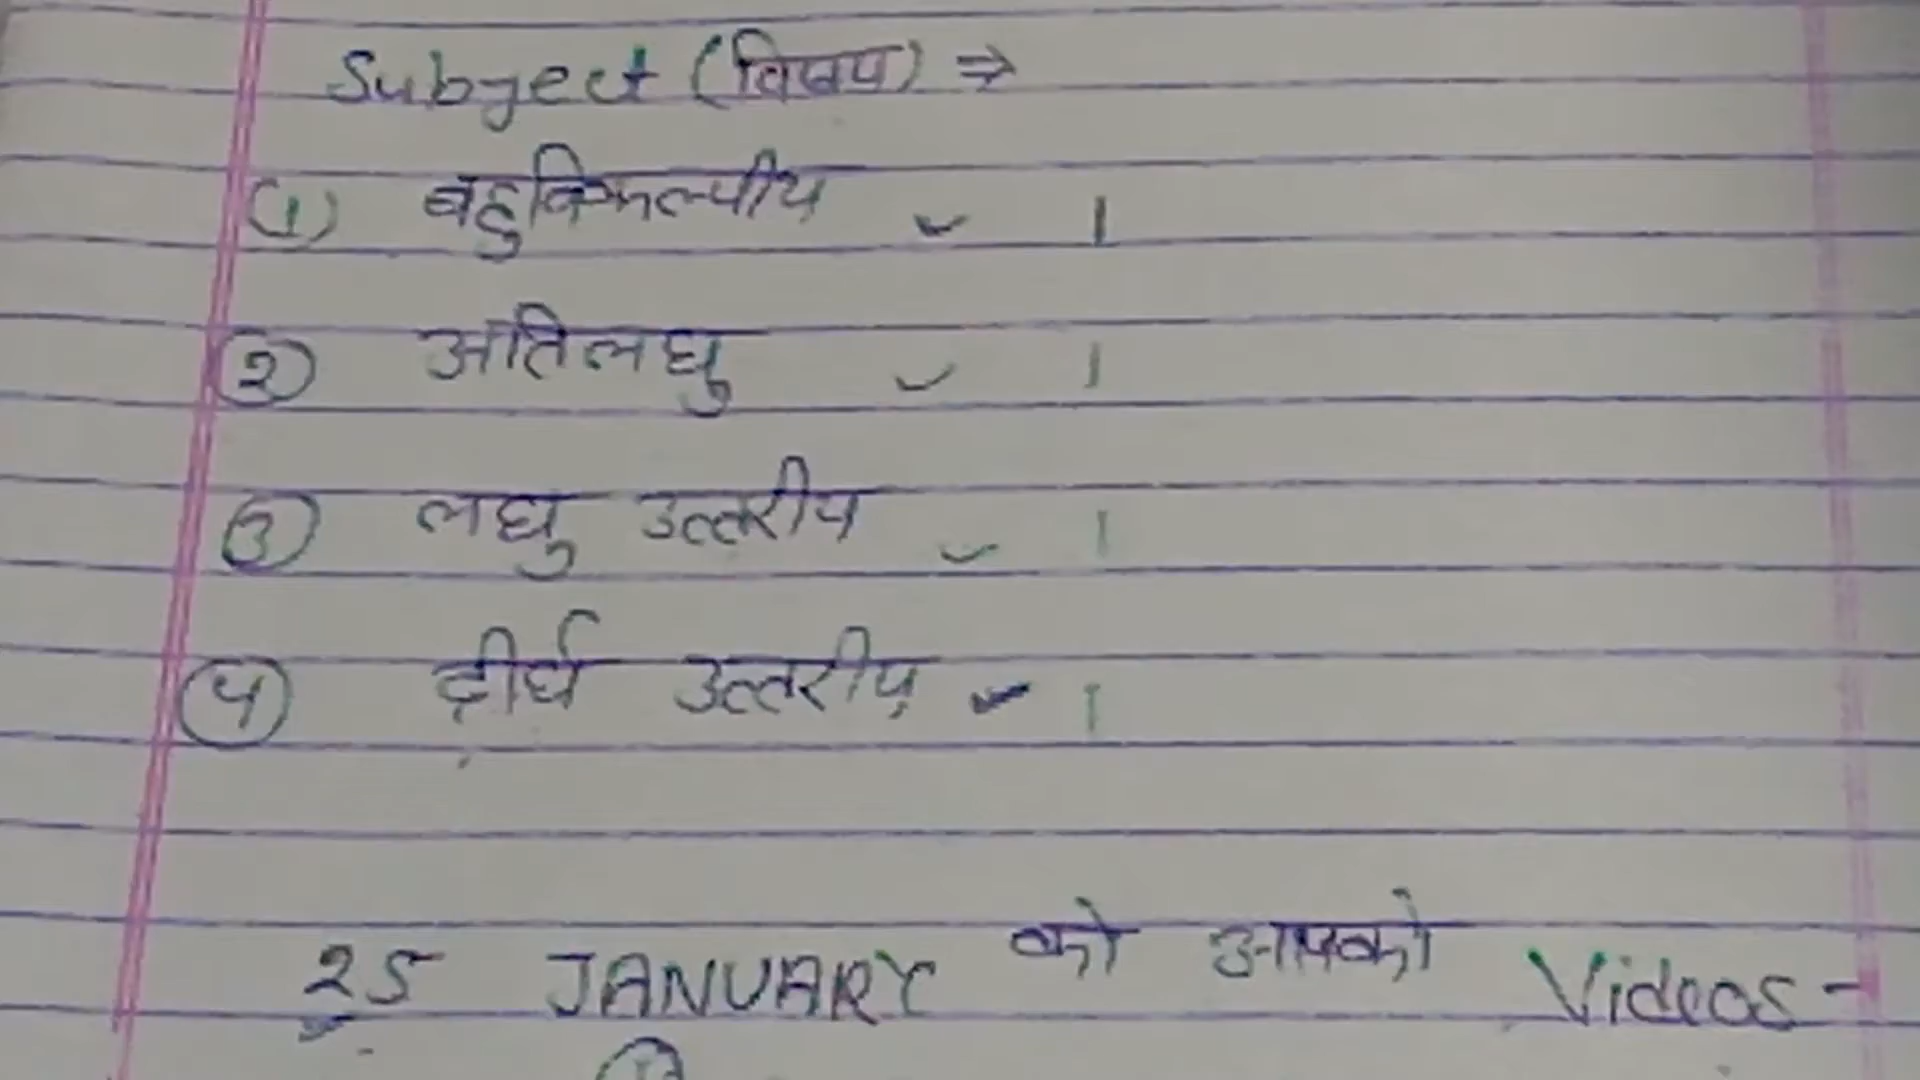 Subject (विषय) ⇒
(1) बहुविकल्पीय ✓ |
(2) अतिलघु ✓ |
(3) लघु उत्तरीय ✓ |
(4) दीर्घ उत्तरीय ✓ |
25 JANUARY को आपको Videos -